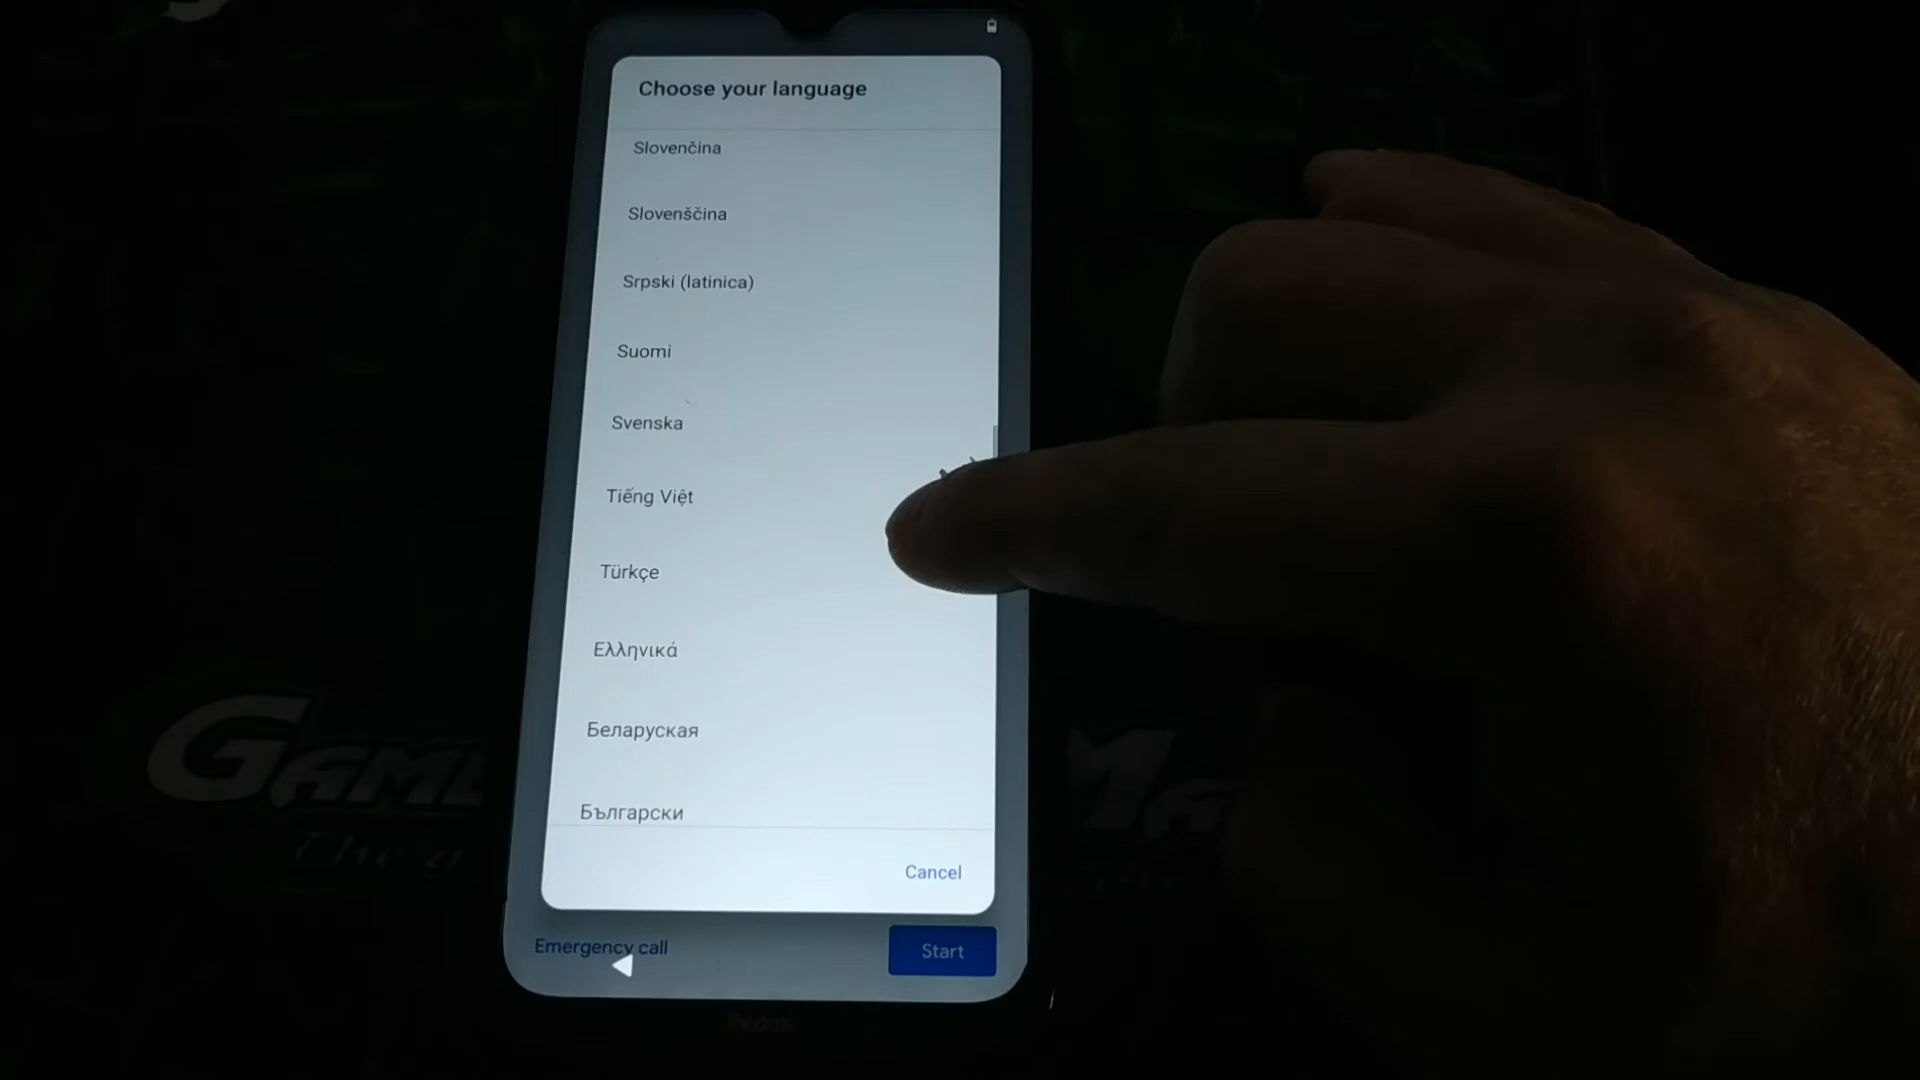 Choose your language
Slovenčina
Slovenščina
Srpski (latinica)
Suomi
Svenska
Tiếng Việt
Türkçe
Ελληνικά
Беларуская
Български
Cancel
Emergency call
Start
Redmi